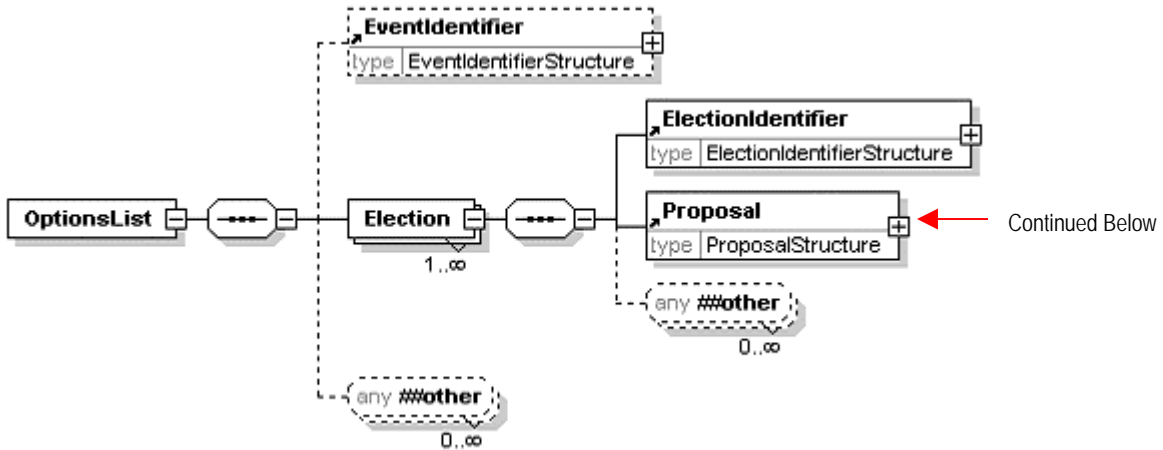 EventIdentifier
type EventIdentifierStructure
ElectionIdentifier
type ElectionIdentifierStructure
OptionsList
Election
1..∞
Proposal
type ProposalStructure
Continued Below
any ##other
0..∞
any ##other
0..∞